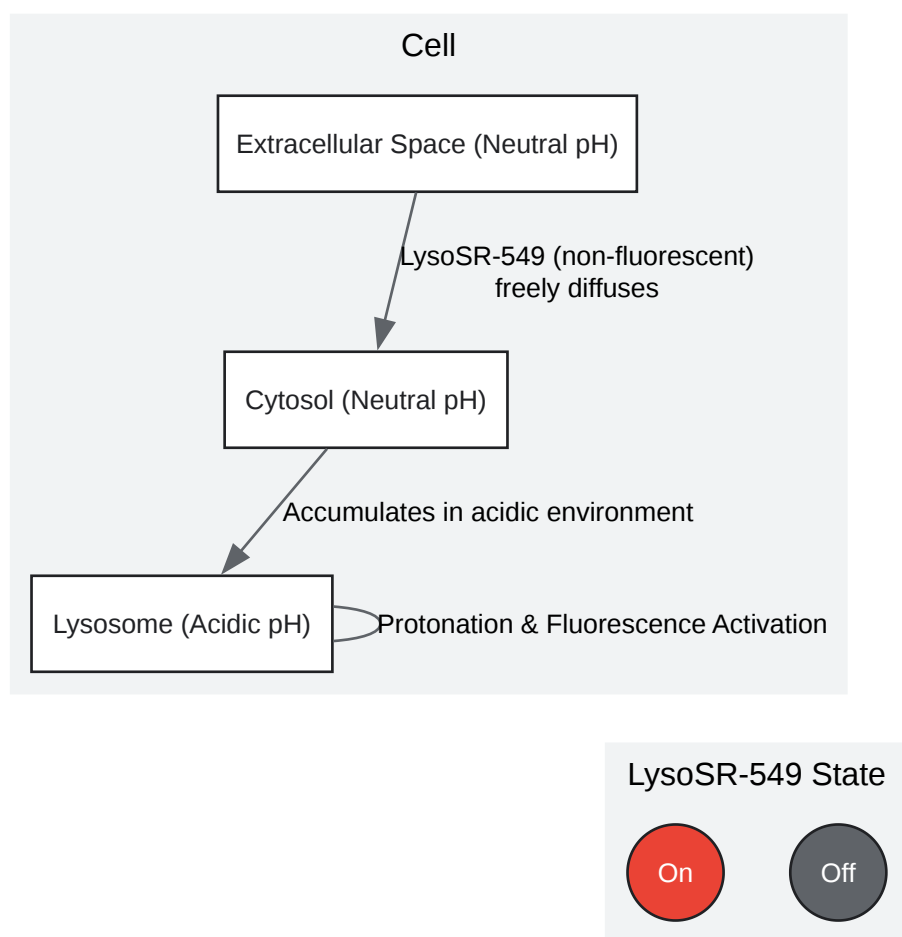 Cell
Extracellular Space (Neutral pH)
LysoSR-549 (non-fluorescent)
freely diffuses
Cytosol (Neutral pH)
Accumulates in acidic environment
Lysosome (Acidic pH)
Protonation & Fluorescence Activation
LysoSR-549 State
On
Off